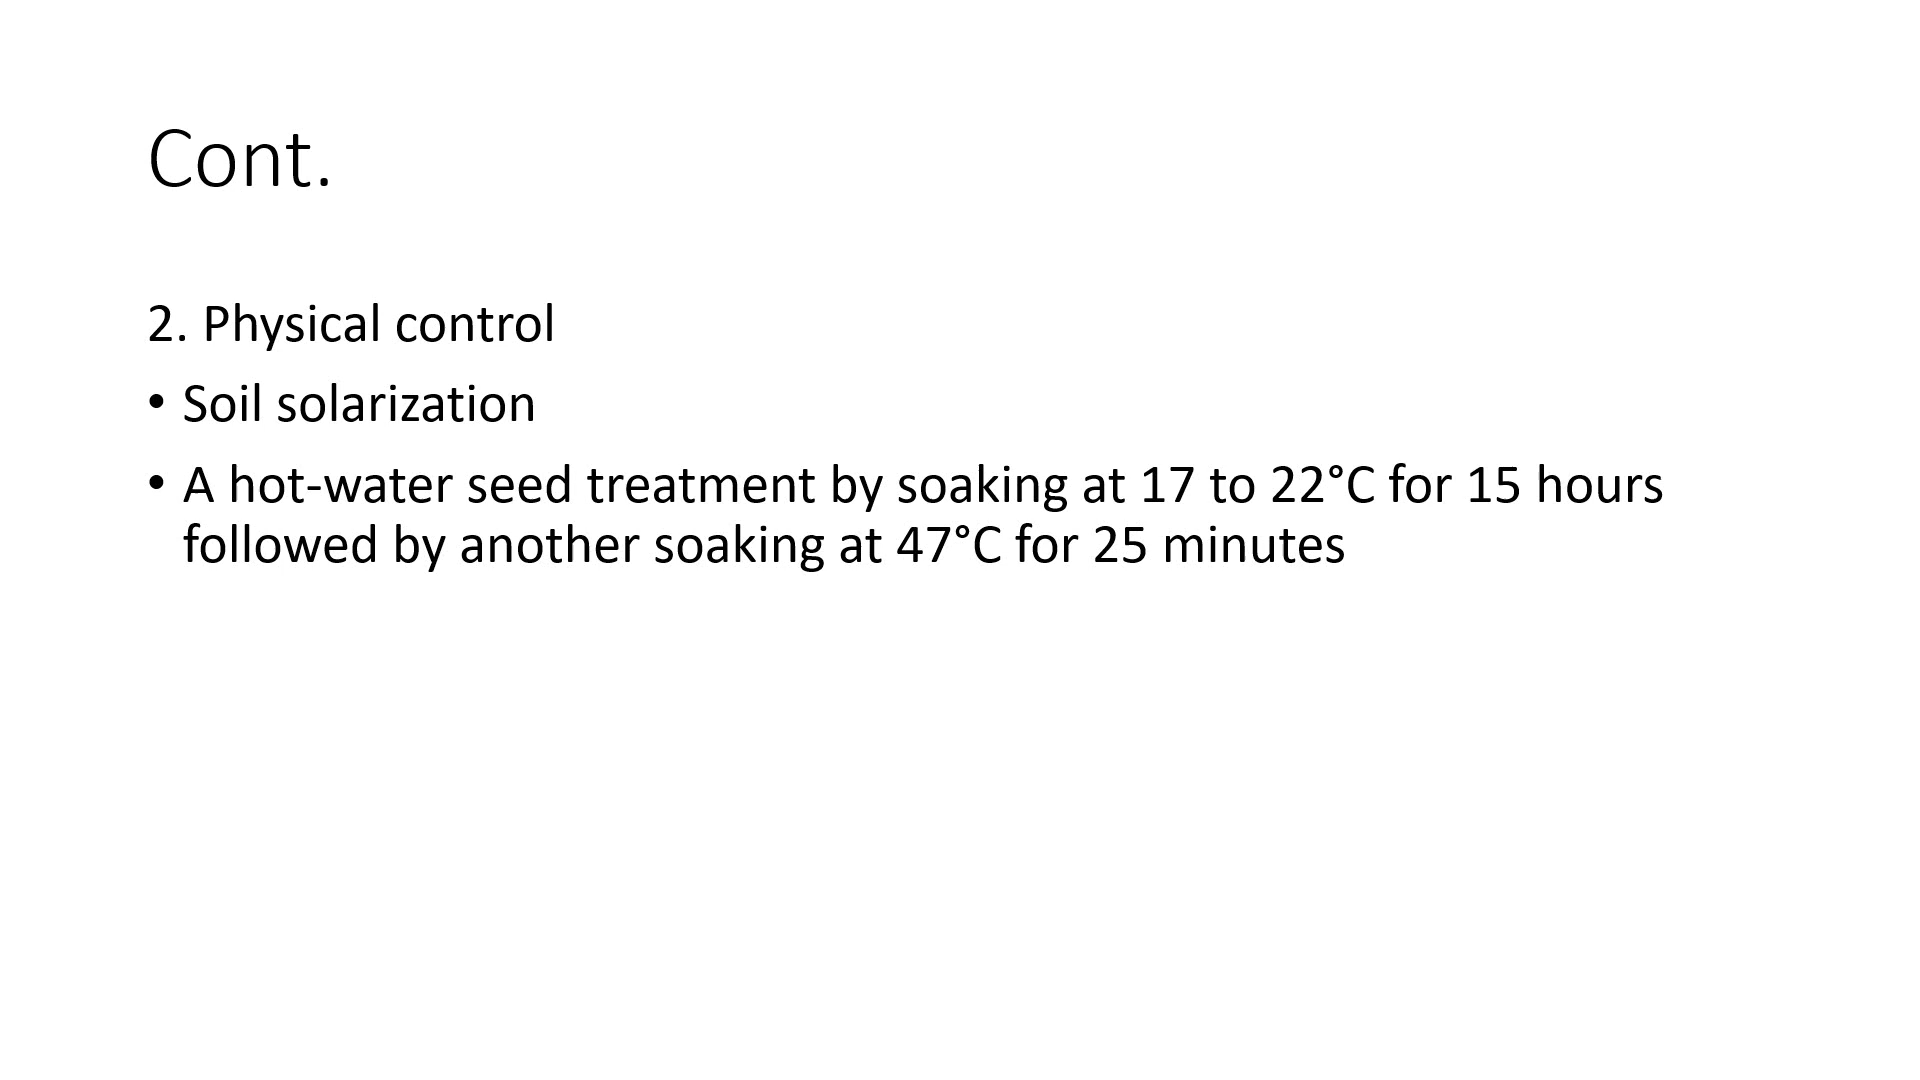 Cont.
2. Physical control
• Soil solarization
• A hot-water seed treatment by soaking at 17 to 22°C for 15 hours
followed by another soaking at 47°C for 25 minutes